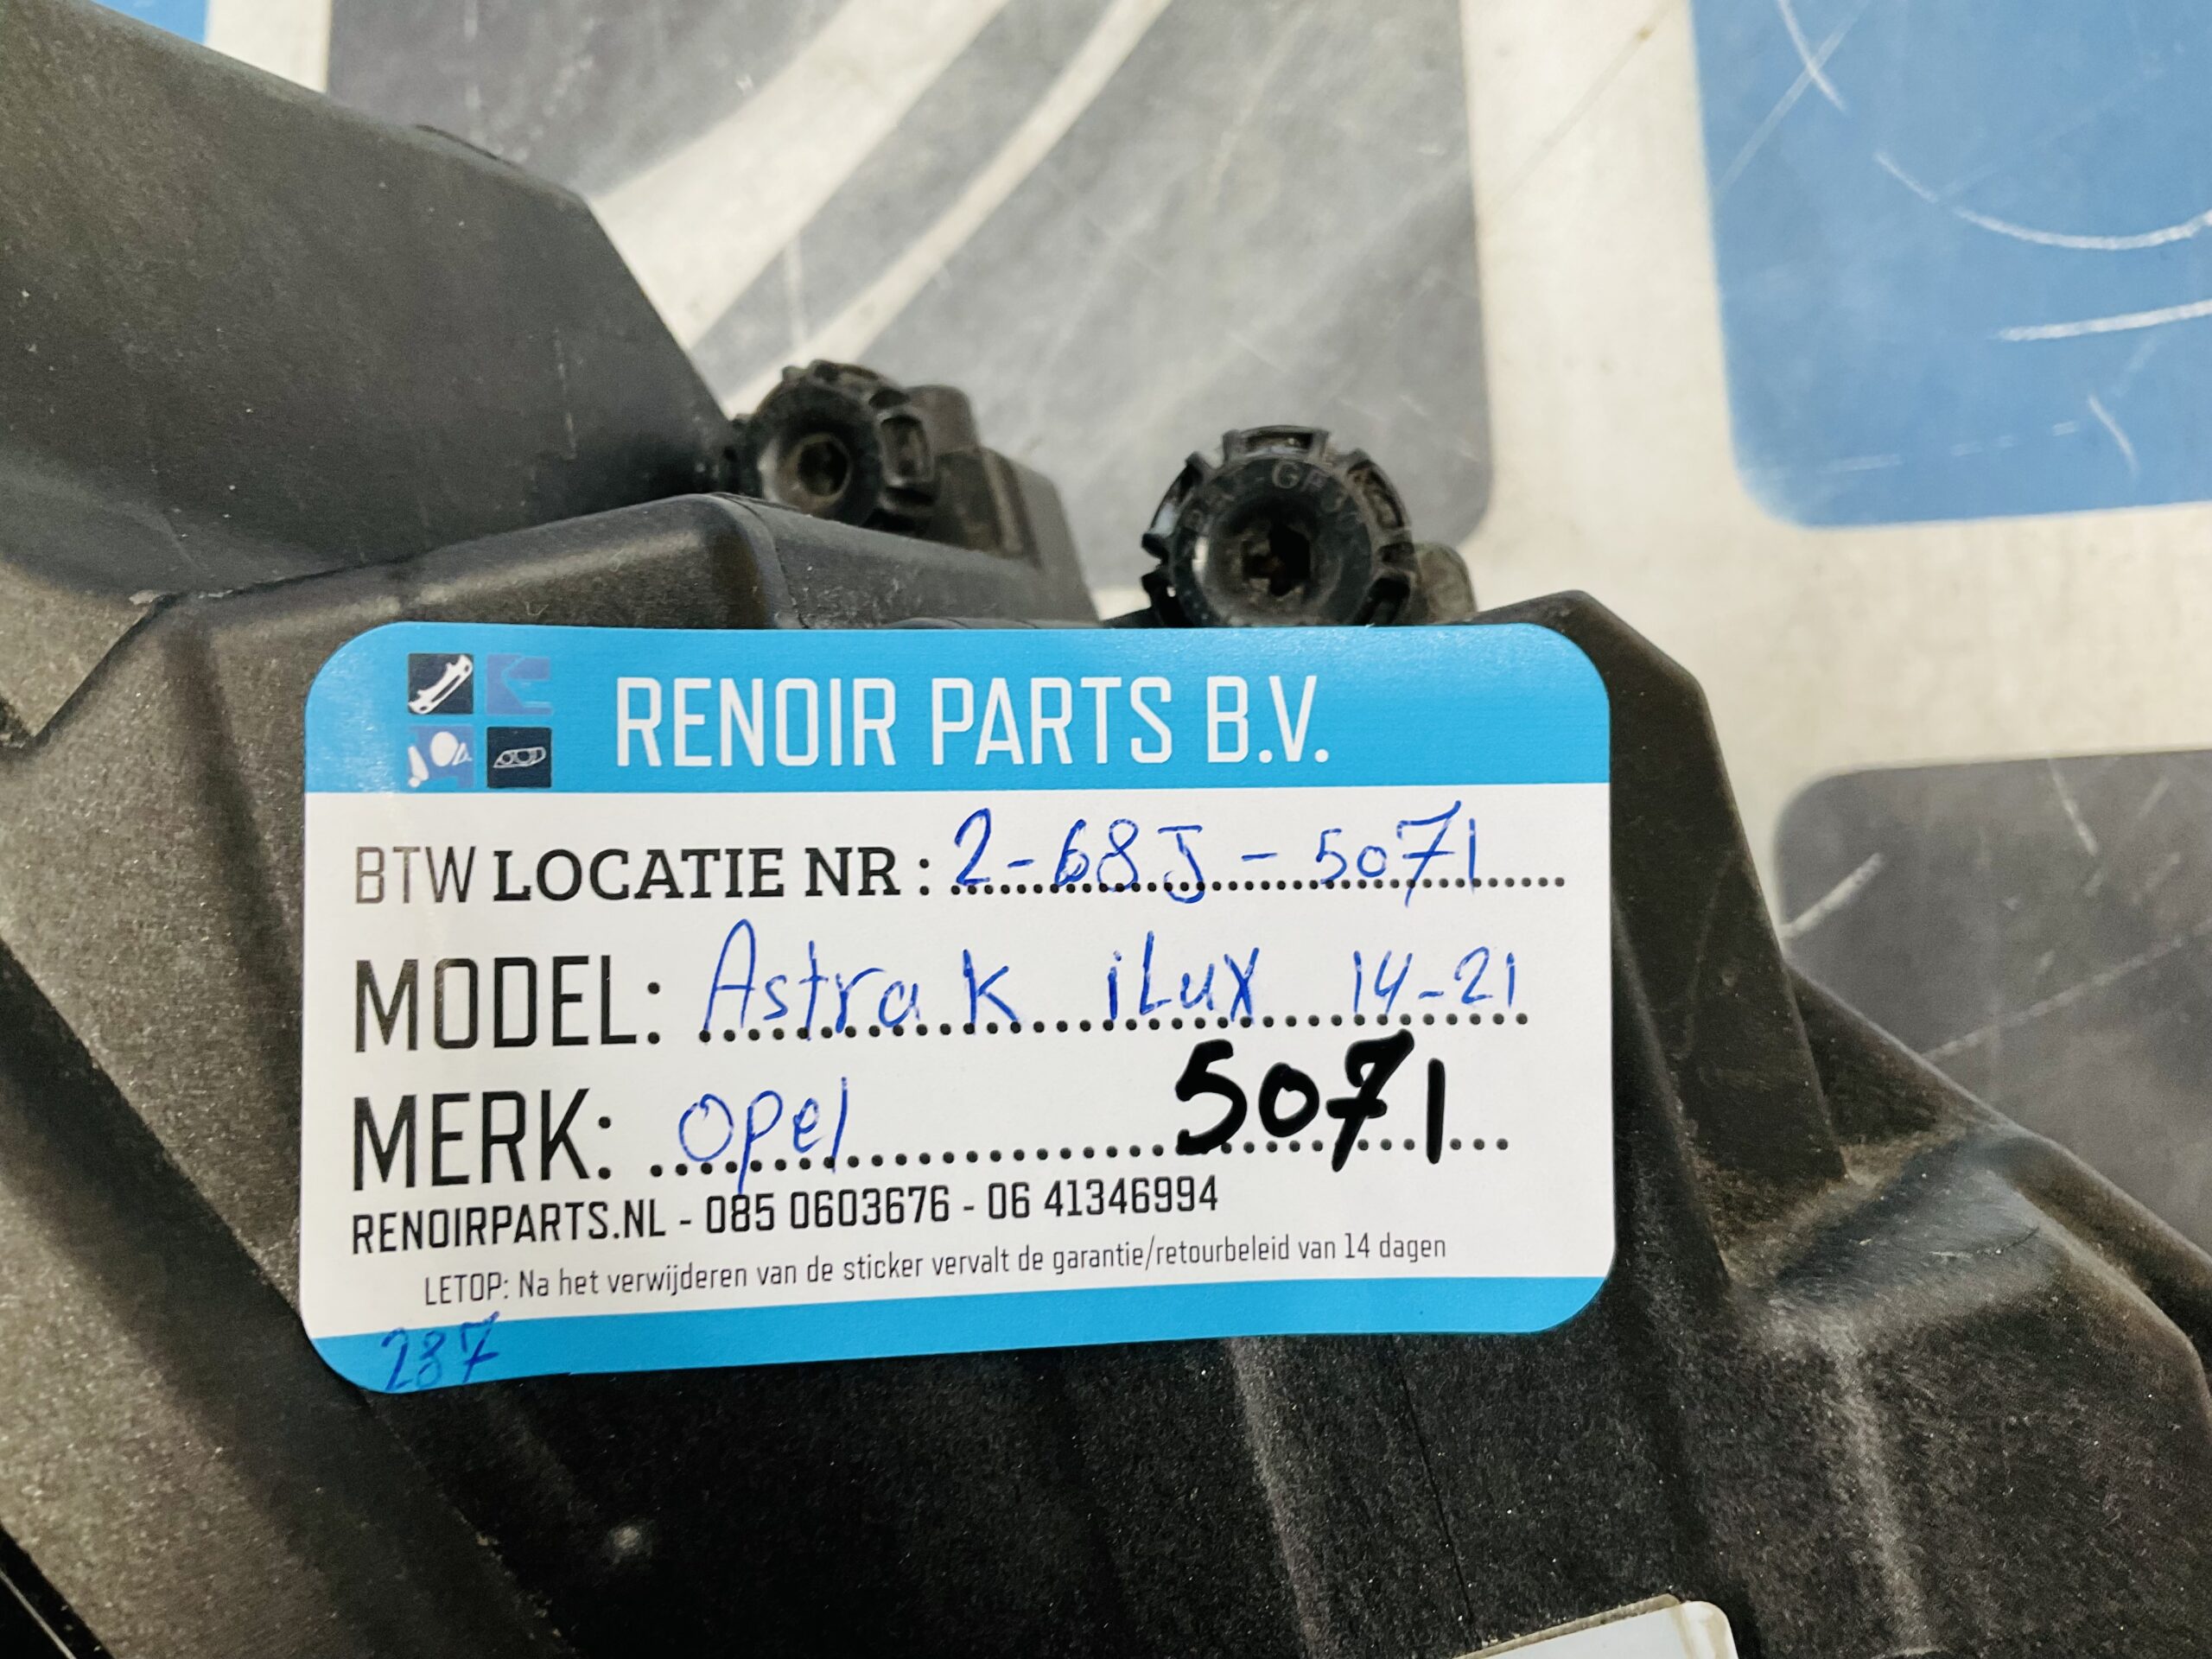 RENOIR PARTS B.V.
BTW LOCATIE NR : 2-68J-5071
MODEL: Astra K iLux 14-21
MERK: Opel 5071
RENOIRPARTS.NL - 085 0603676 - 06 41346994
LETOP: Na het verwijderen van de sticker vervalt de garantie/retourbeleid van 14 dagen
287